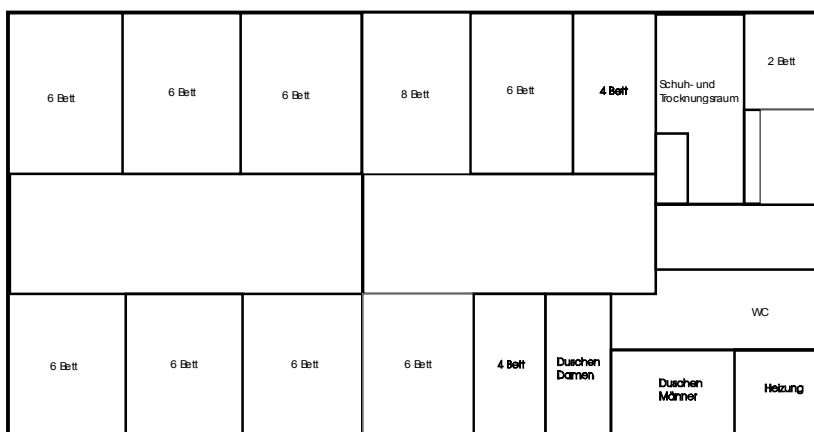 6 Bett
6 Bett
6 Bett
8 Bett
6 Bett
4 Bett
Schuh- und
Trocknungsraum
2 Bett
WC
6 Bett
6 Bett
6 Bett
6 Bett
4 Bett
Duschen
Damen
Duschen
Männer
Heizung